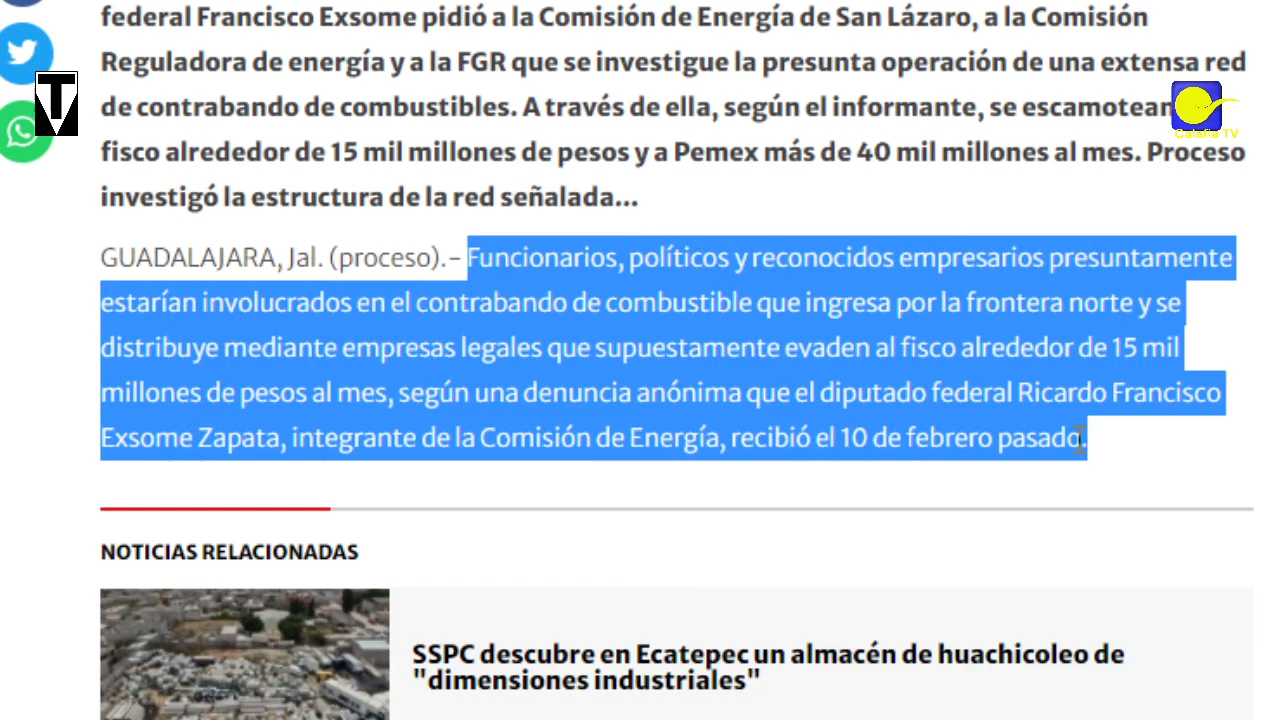 federal Francisco Exsome pidió a la Comisión de Energía de San Lázaro, a la Comisión
Reguladora de energía y a la FGR que se investigue la presunta operación de una extensa red
de contrabando de combustibles. A través de ella, según el informante, se escamotean
fisco alrededor de 15 mil millones de pesos y a Pemex más de 40 mil millones al mes. Proceso
investigó la estructura de la red señalada...
GUADALAJARA, Jal. (proceso).- Funcionarios, políticos y reconocidos empresarios presuntamente
estarían involucrados en el contrabando de combustible que ingresa por la frontera norte y se
distribuye mediante empresas legales que supuestamente evaden al fisco alrededor de 15 mil
millones de pesos al mes, según una denuncia anónima que el diputado federal Ricardo Francisco
Exsome Zapata, integrante de la Comisión de Energía, recibió el 10 de febrero pasado.
NOTICIAS RELACIONADAS
SSPC descubre en Ecatepec un almacén de huachicoleo de
"dimensiones industriales"
TV
Calafia TV